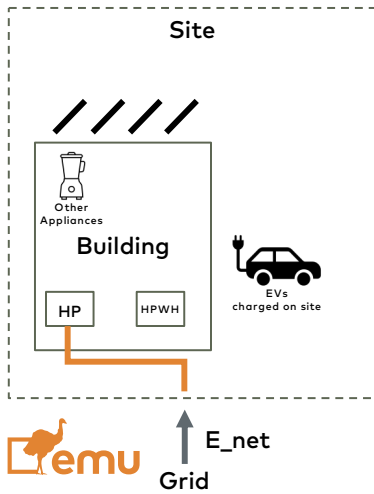 Site
Other
Appliances
Building
HP
HPWH
EVs
charged on site
emu
E_net
Grid